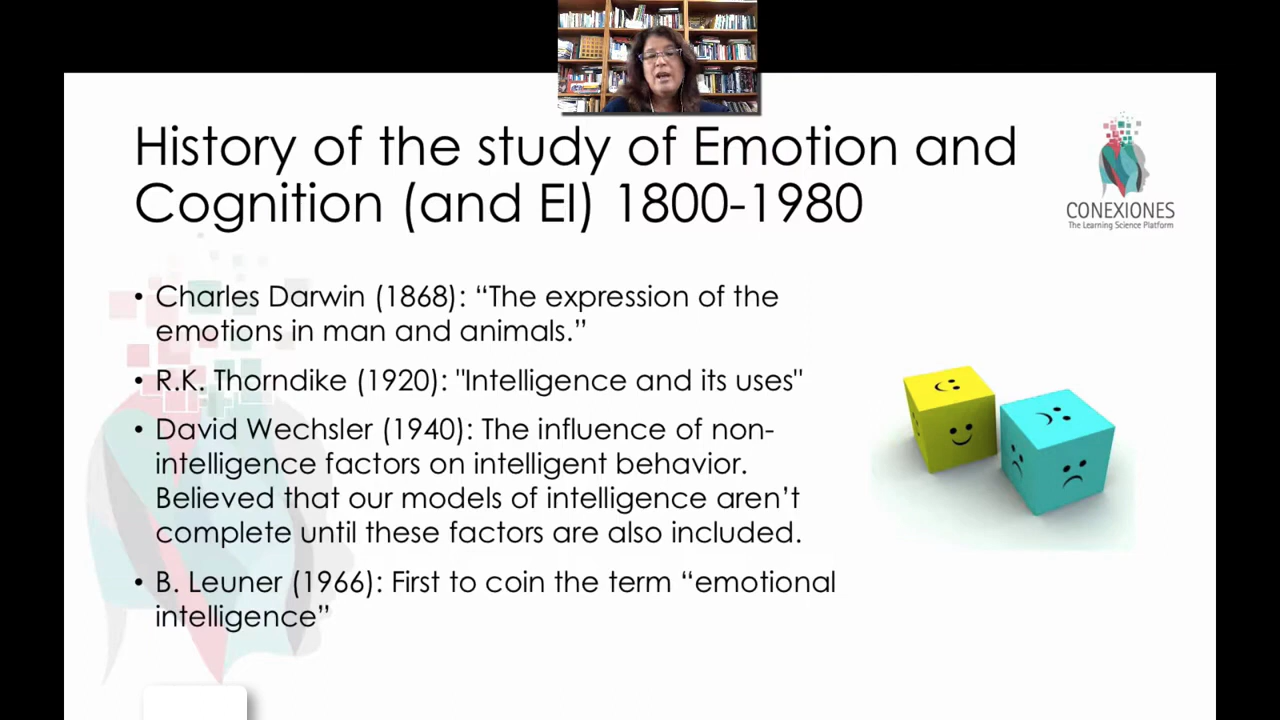 History of the study of Emotion and
Cognition (and EI) 1800-1980
CONEXIONES
The Learning Science Platform
• Charles Darwin (1868): “The expression of the
emotions in man and animals.”
• R.K. Thorndike (1920): "Intelligence and its uses"
• David Wechsler (1940): The influence of non-
intelligence factors on intelligent behavior.
Believed that our models of intelligence aren’t
complete until these factors are also included.
• B. Leuner (1966): First to coin the term “emotional
intelligence”